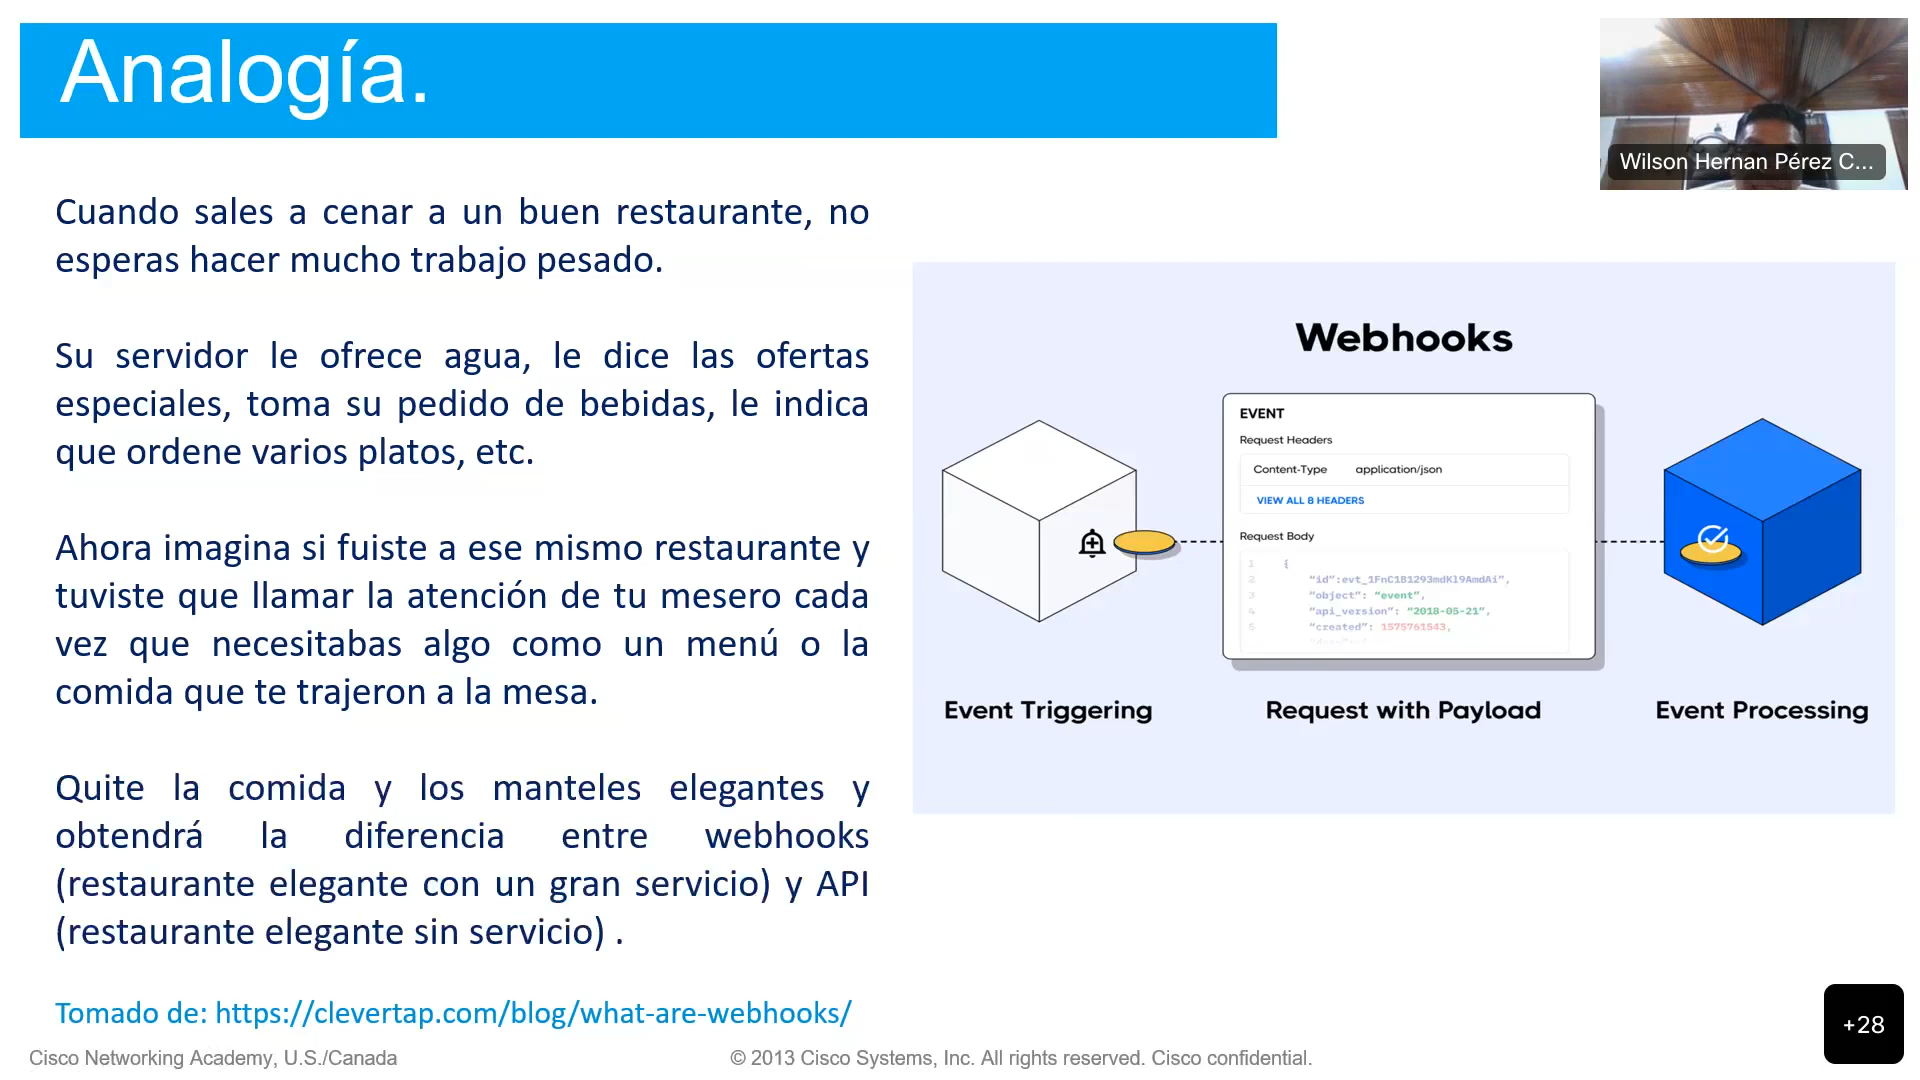 Analogía.
Wilson Hernan Pérez C...
Cuando sales a cenar a un buen restaurante, no
esperas hacer mucho trabajo pesado.
Su servidor le ofrece agua, le dice las ofertas
especiales, toma su pedido de bebidas, le indica
que ordene varios platos, etc.
Ahora imagina si fuiste a ese mismo restaurante y
tuviste que llamar la atención de tu mesero cada
vez que necesitabas algo como un menú o la
comida que te trajeron a la mesa.
Quite la comida y los manteles elegantes y
obtendrá la diferencia entre webhooks
(restaurante elegante con un gran servicio) y API
(restaurante elegante sin servicio) .
Tomado de: https://clevertap.com/blog/what-are-webhooks/
Webhooks
EVENT
Request Headers
Content-Type application/json
VIEW ALL 8 HEADERS
Request Body
1 {
2 “id”:evt_1FnC1B1293mdKl9AmdAi”,
3 “object”: “event”,
4 “api_version”: “2018-05-21”,
5 “created”: 1575761543,
Event Triggering
Request with Payload
Event Processing
+28
Cisco Networking Academy, U.S./Canada
© 2013 Cisco Systems, Inc. All rights reserved. Cisco confidential.